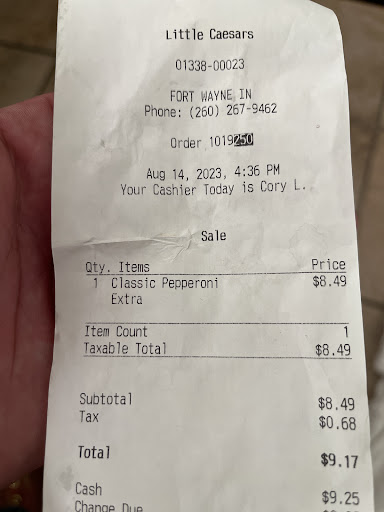 Little Caesars
01338-00023
FORT WAYNE IN
Phone: (260) 267-9462
Order 1019250
Aug 14, 2023, 4:36 PM
Your Cashier Today is Cory L.
Sale
Qty. Items Price
1 Classic Pepperoni $8.49
Extra
Item Count 1
Taxable Total $8.49
Subtotal $8.49
Tax $0.68
Total $9.17
Cash $9.25
Change Due